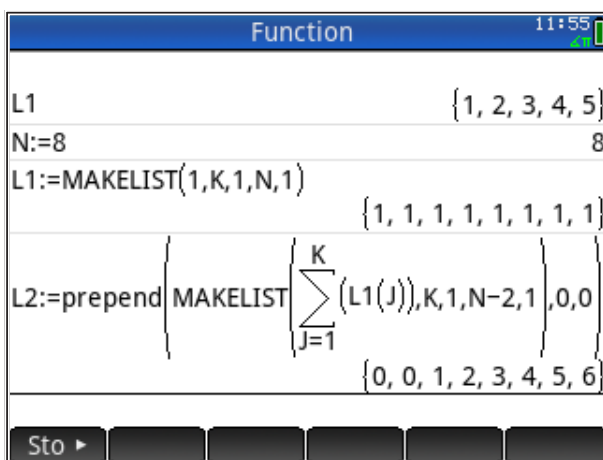 Function 11:55
∡π
L1 {1, 2, 3, 4, 5}
N:=8 8
L1:=MAKELIST(1,K,1,N,1)
{1, 1, 1, 1, 1, 1, 1, 1}
K
L2:=prepend(MAKELIST(∑(L1(J)),K,1,N−2,1),0,0)
J=1
{0, 0, 1, 2, 3, 4, 5, 6}
Sto ▸